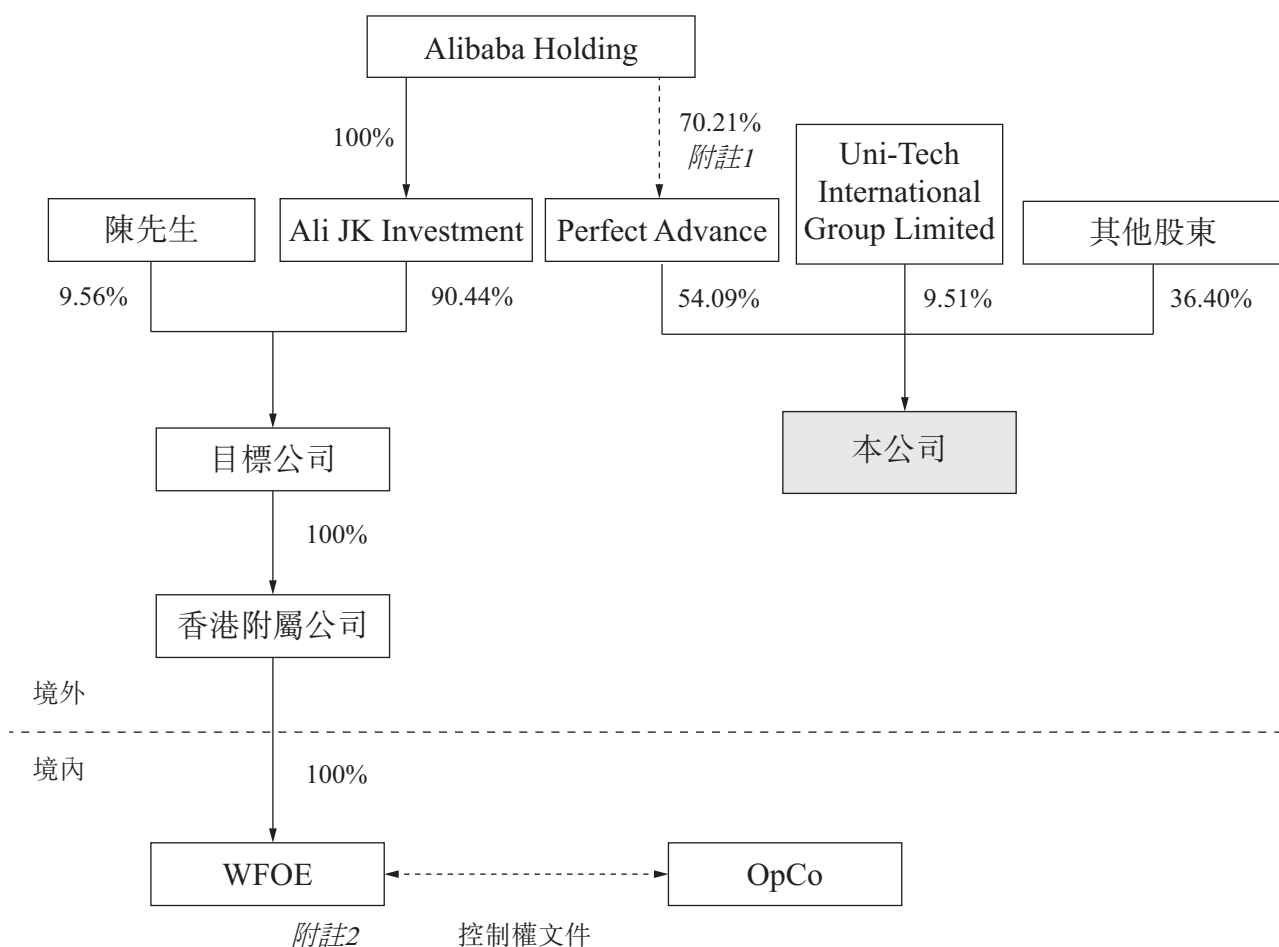 Alibaba Holding
100%
70.21%
附註1
陳先生
Ali JK Investment
Perfect Advance
Uni-Tech
International
Group Limited
其他股東
9.56%
90.44%
54.09%
9.51%
36.40%
目標公司
本公司
100%
香港附屬公司
境外
境內
100%
WFOE
OpCo
附註2
控制權文件